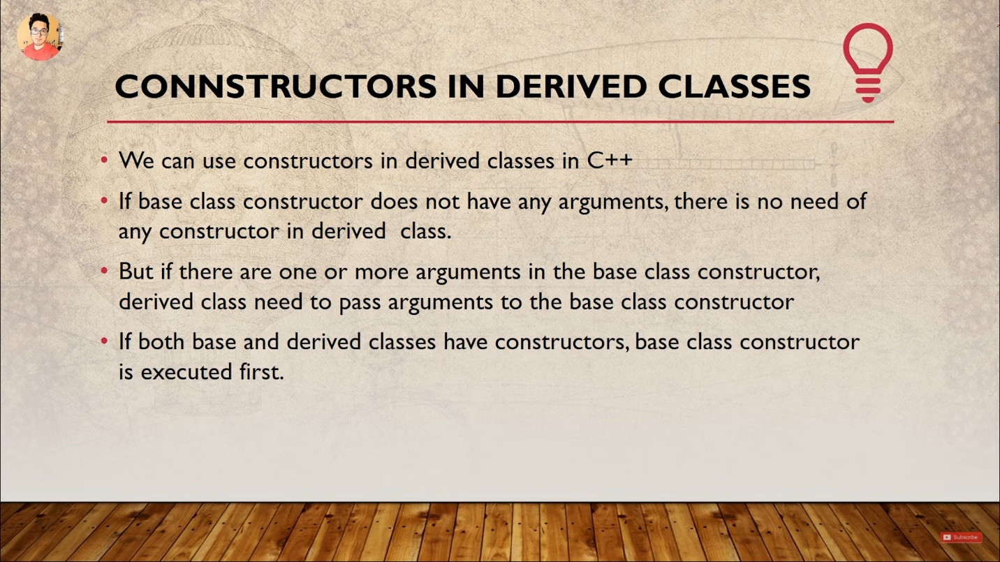 CONNSTRUCTORS IN DERIVED CLASSES
• We can use constructors in derived classes in C++
• If base class constructor does not have any arguments, there is no need of
any constructor in derived  class.
• But if there are one or more arguments in the base class constructor,
derived class need to pass arguments to the base class constructor
• If both base and derived classes have constructors, base class constructor
is executed first.
Subscribe